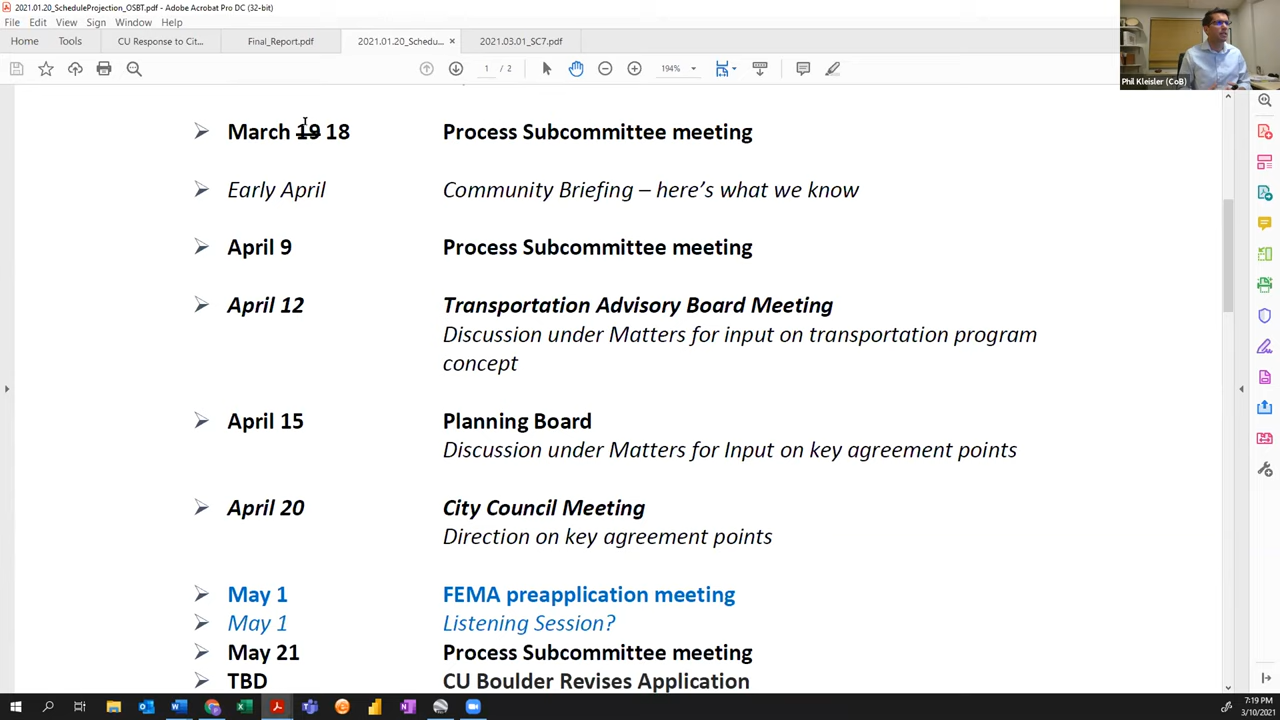 2021.01.20_ScheduleProjection_OSBT.pdf - Adobe Acrobat Pro DC (32-bit)
File Edit View Sign Window Help
Home Tools CU Response to Cit... Final_Report.pdf 2021.01.20_Schedu... × 2021.03.01_SC7.pdf
1 / 2 194%
Phil Kleisler (CoB)
March 19 18 Process Subcommittee meeting
Early April Community Briefing – here's what we know
April 9 Process Subcommittee meeting
April 12 Transportation Advisory Board Meeting
Discussion under Matters for input on transportation program
concept
April 15 Planning Board
Discussion under Matters for Input on key agreement points
April 20 City Council Meeting
Direction on key agreement points
May 1 FEMA preapplication meeting
May 1 Listening Session?
May 21 Process Subcommittee meeting
TBD CU Boulder Revises Application
7:19 PM
3/10/2021